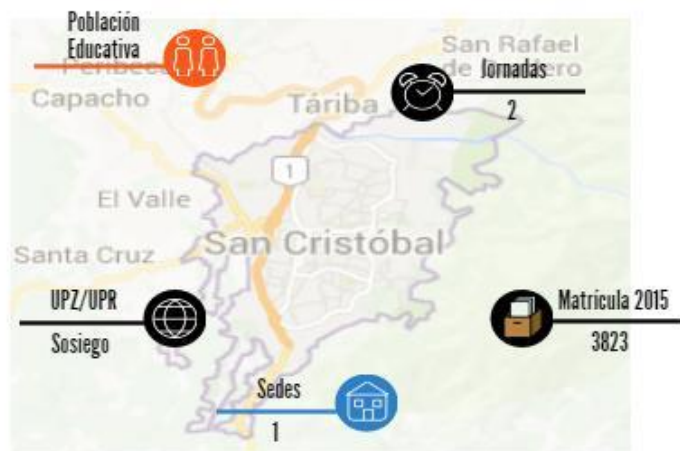 Población
Educativa
Capacho
San Rafael
Jornadas
2
Táriba
1
El Valle
Santa Cruz
San Cristóbal
UPZ/UPR
Sosiego
Matrícula 2015
3823
Sedes
1